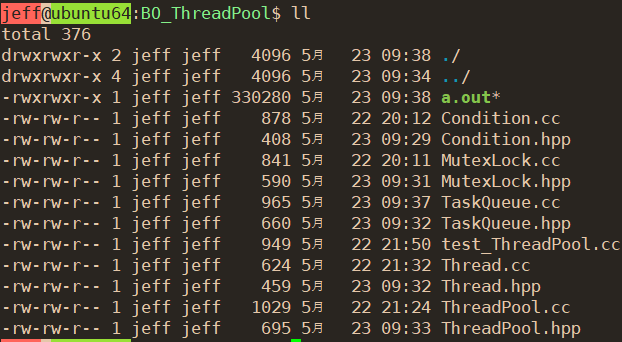 jeff@ubuntu64:BO_ThreadPool$ ll
total 376
drwxrwxr-x 2 jeff jeff   4096 5月   23 09:38 ./
drwxrwxr-x 4 jeff jeff   4096 5月   23 09:34 ../
-rwxrwxr-x 1 jeff jeff 330280 5月   23 09:38 a.out*
-rw-rw-r-- 1 jeff jeff    878 5月   22 20:12 Condition.cc
-rw-rw-r-- 1 jeff jeff    408 5月   23 09:29 Condition.hpp
-rw-rw-r-- 1 jeff jeff    841 5月   22 20:11 MutexLock.cc
-rw-rw-r-- 1 jeff jeff    590 5月   23 09:31 MutexLock.hpp
-rw-rw-r-- 1 jeff jeff    965 5月   23 09:37 TaskQueue.cc
-rw-rw-r-- 1 jeff jeff    660 5月   23 09:32 TaskQueue.hpp
-rw-rw-r-- 1 jeff jeff    949 5月   22 21:50 test_ThreadPool.cc
-rw-rw-r-- 1 jeff jeff    624 5月   22 21:32 Thread.cc
-rw-rw-r-- 1 jeff jeff    459 5月   23 09:32 Thread.hpp
-rw-rw-r-- 1 jeff jeff   1029 5月   22 21:24 ThreadPool.cc
-rw-rw-r-- 1 jeff jeff    695 5月   23 09:33 ThreadPool.hpp